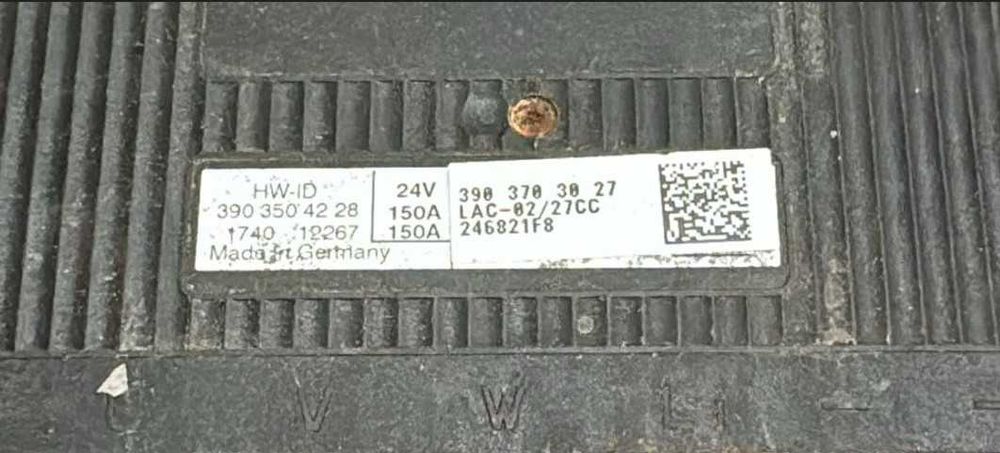 HW-ID
390 350 42 28
1740 12267
Made in Germany
24V
150A
150A
390 370 30 27
LAC-02/27CC
246821F8
V W L1 -